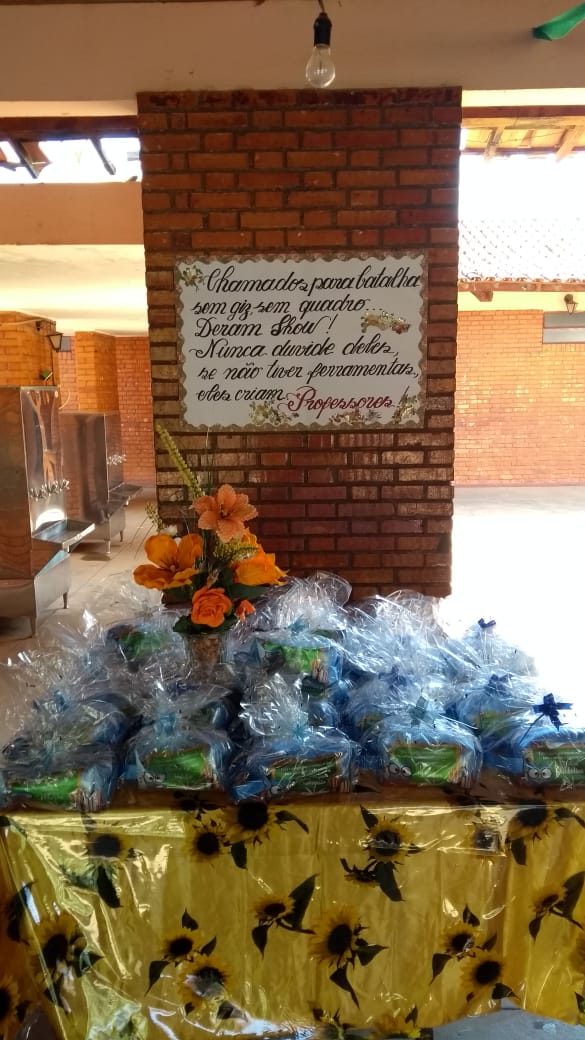 Chamados para batalha
sem giz sem quadro...
Deram Show!
Nunca duvide deles,
se não tiver ferramentas,
eles criam Professores!